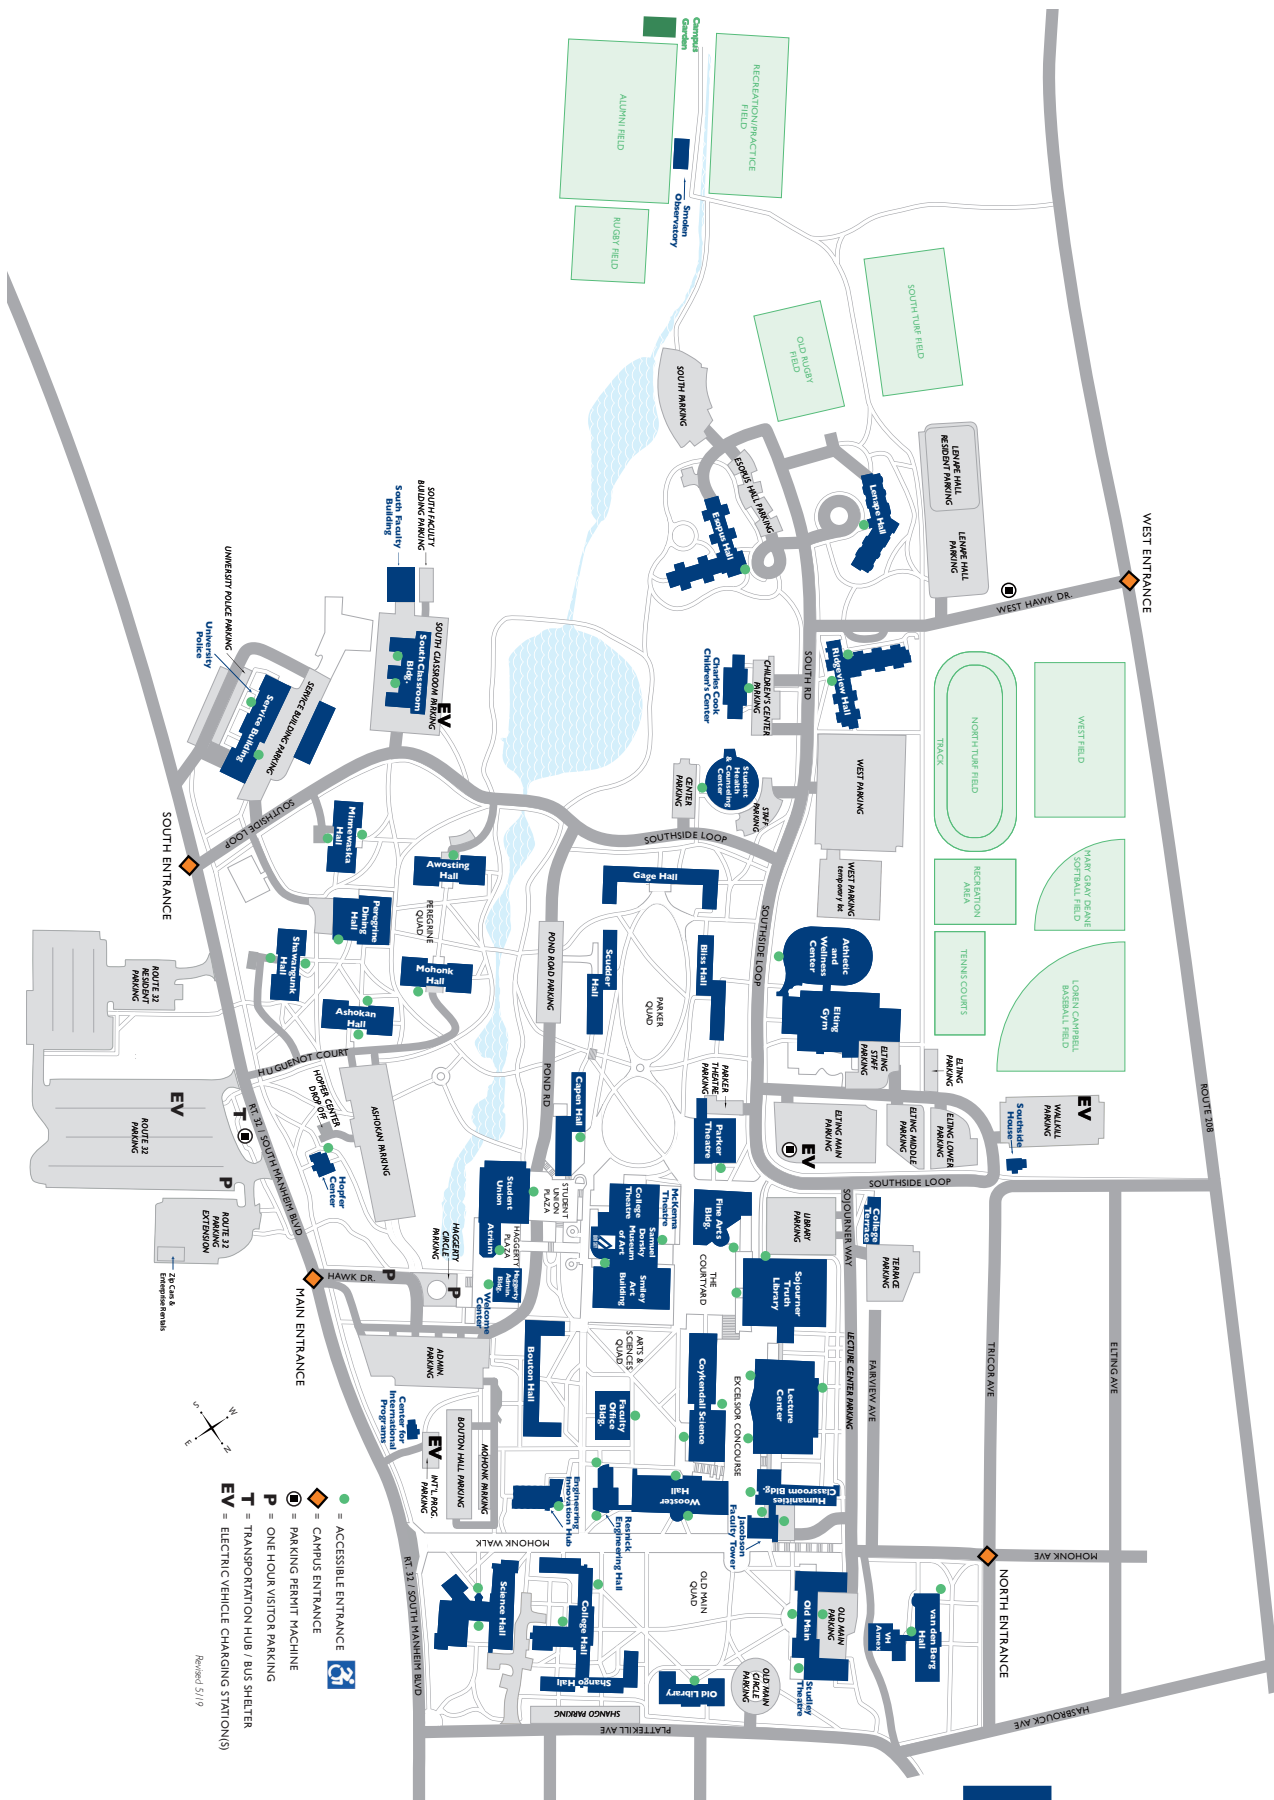 Campus
Garden
RECREATION/PRACTICE
FIELD
ALUMNI FIELD
Smolen
Observatory
RUGBY FIELD
SOUTH TURF FIELD
OLD RUGBY
FIELD
SOUTH PARKING
LENAPE HALL
RESIDENT PARKING
LENAPE HALL
PARKING
ESOPUS HALL PARKING
Lenape Hall
Esopus Hall
WEST ENTRANCE
WEST HAWK DR.
SOUTH FACULTY
BUILDING PARKING
South Faculty
Building
UNIVERSITY POLICE PARKING
University
Police
SOUTH CLASSROOM PARKING
South Classroom
Bldg.
EV
SERVICE BUILDING PARKING
Service Building
SOUTH RD
Ridgeview Hall
CHILDREN'S CENTER
PARKING
Charles Cook
Children's Center
WEST FIELD
NORTH TURF FIELD
TRACK
WEST PARKING
Student
Health
& Counseling
Center
CENTER
PARKING
STAFF
PARKING
SOUTHSIDE LOOP
SOUTHSIDE LOOP
SOUTH ENTRANCE
Minnewaska
Hall
Awosting
Hall
Gage Hall
WEST PARKING
temporary lot
RECREATION
AREA
MARY GRAY DEANE
SOFTBALL FIELD
Peregrine
Dining
Hall
PEREGRINE
QUAD
Shawangunk
Hall
Mohonk
Hall
Ashokan
Hall
POND ROAD PARKING
Scudder
Hall
Bliss Hall
PARKER
QUAD
SOUTHSIDE LOOP
Athletic
and
Wellness
Center
Elting
Gym
TENNIS COURTS
LOREN CAMPBELL
BASEBALL FIELD
ELTING
STAFF
PARKING
ELTING
PARKING
ROUTE 32
RESIDENT
PARKING
HUGUENOT COURT
HOPFER CENTER
DROP OFF
ASHOKAN PARKING
POND RD
Capen Hall
PARKER
THEATRE
PARKING
Parker
Theatre
ELTING MAIN
PARKING
ELTING MIDDLE
PARKING
ELTING LOWER
PARKING
EV
Southside
House
WALLKILL
PARKING
EV
ROUTE 208
EV
ROUTE 32
PARKING
T
RT. 32 / SOUTH MANHEIM BLVD
Hopfer
Center
P
ROUTE 32
PARKING
EXTENSION
Zip Cars &
Enterprise Rentals
SOUTHSIDE LOOP
Student
Union
STUDENT
UNION
PLAZA
Atrium
HAGGERTY
PLAZA
HAGGERTY
CIRCLE
PARKING
Haggerty
Admin.
Bldg.
Welcome
Center
McKenna
Theatre
College
Theatre
Samuel
Dorsky
Museum
of Art
Smiley
Art
Building
Fine Arts
Bldg.
THE
COURTYARD
LIBRARY
PARKING
SOJOURNER WAY
College
Terrace
TERRACE
PARKING
Sojourner
Truth
Library
HAWK DR.
P
P
MAIN ENTRANCE
ADMIN.
PARKING
Bouton Hall
ARTS &
SCIENCES
QUAD
Faculty
Office
Bldg.
Coykendall Science
EXCELSIOR CONCOURSE
Lecture
Center
LECTURE CENTER PARKING
FAIRVIEW AVE
TRICOR AVE
ELTING AVE
Center for
International
Programs
EV
INT'L PROG.
PARKING
BOUTON HALL PARKING
MOHONK PARKING
Engineering
Innovation Hub
Resnick
Engineering Hall
Wooster
Hall
Humanities
Classroom Bldg.
Jacobson
Faculty Tower
MOHONK WALK
MOHONK AVE
NORTH ENTRANCE
Science Hall
College Hall
Shango Hall
SHANGO PARKING
OLD MAIN
QUAD
Old Library
Old Main
OLD MAIN
PARKING
OLD MAIN
CIRCLE
PARKING
Studley
Theatre
VH
Annex
van den Berg
Hall
RT. 32 / SOUTH MANHEIM BLVD
PLATTEKILL AVE
HASBROUCK AVE
S
W
E
N
= ACCESSIBLE ENTRANCE
= CAMPUS ENTRANCE
= PARKING PERMIT MACHINE
P = ONE HOUR VISITOR PARKING
T = TRANSPORTATION HUB / BUS SHELTER
EV = ELECTRIC VEHICLE CHARGING STATION(S)
Revised 5/19